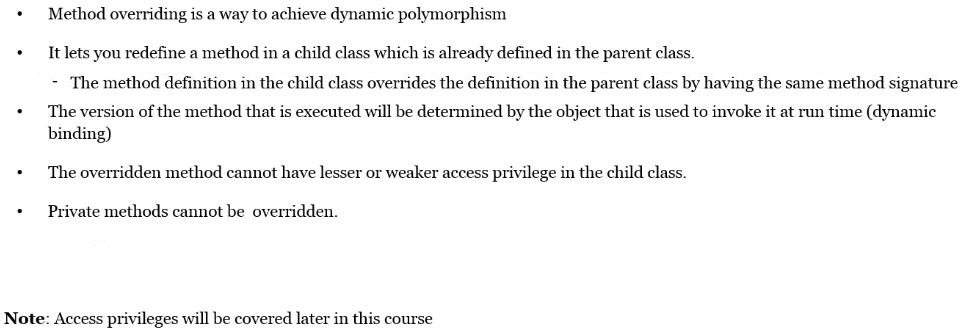 • Method overriding is a way to achieve dynamic polymorphism
• It lets you redefine a method in a child class which is already defined in the parent class.
- The method definition in the child class overrides the definition in the parent class by having the same method signature
• The version of the method that is executed will be determined by the object that is used to invoke it at run time (dynamic
binding)
• The overridden method cannot have lesser or weaker access privilege in the child class.
• Private methods cannot be overridden.
Note: Access privileges will be covered later in this course